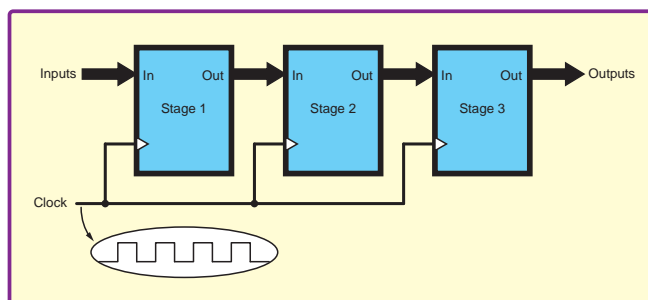 Inputs
In
Out
Stage 1
In
Out
Stage 2
In
Out
Stage 3
Outputs
Clock